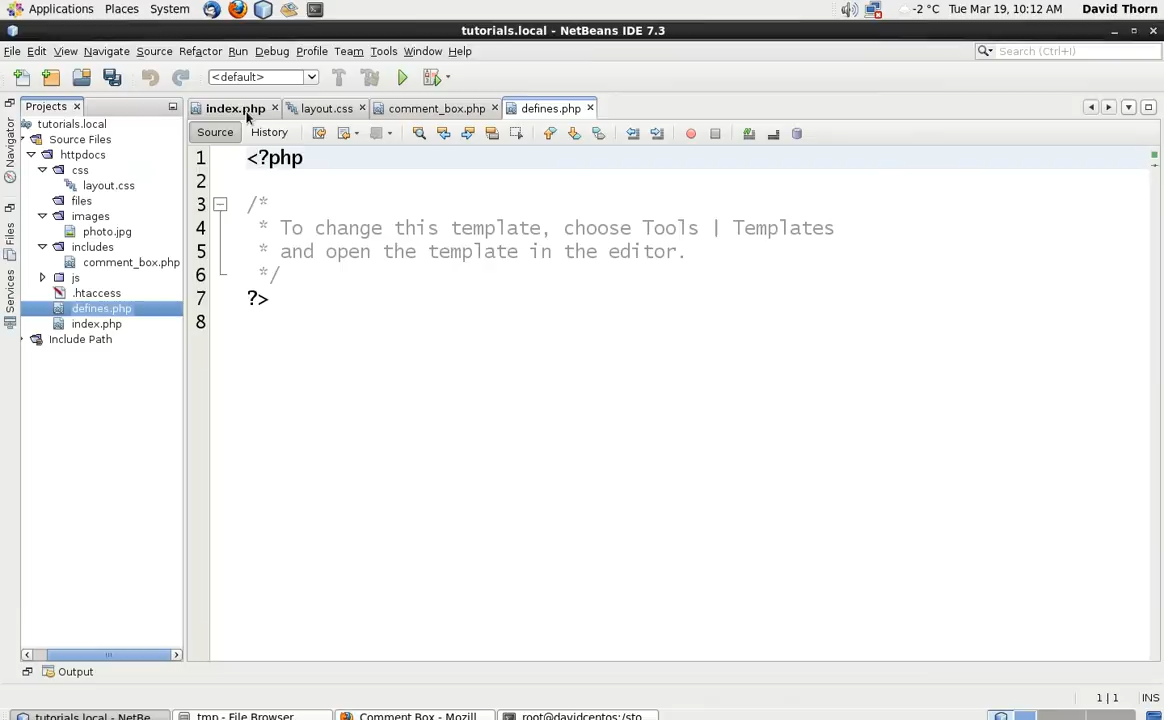 Applications Places System -2 °C Tue Mar 19, 10:12 AM David Thorn
tutorials.local - NetBeans IDE 7.3
File Edit View Navigate Source Refactor Run Debug Profile Team Tools Window Help Search (Ctrl+I)
<default>
Projects index.php layout.css comment_box.php defines.php
Source History
Navigator
Files
Services
tutorials.local
Source Files
httpdocs
css
layout.css
files
images
photo.jpg
includes
comment_box.php
js
.htaccess
defines.php
index.php
Include Path
1 <?php
2
3 /*
4 * To change this template, choose Tools | Templates
5 * and open the template in the editor.
6 */
7 ?>
8
Output
1 | 1 INS
tutorials.local - NetBe... tmp - File Browser Comment Box - Mozill... root@davidcentos:/sto...